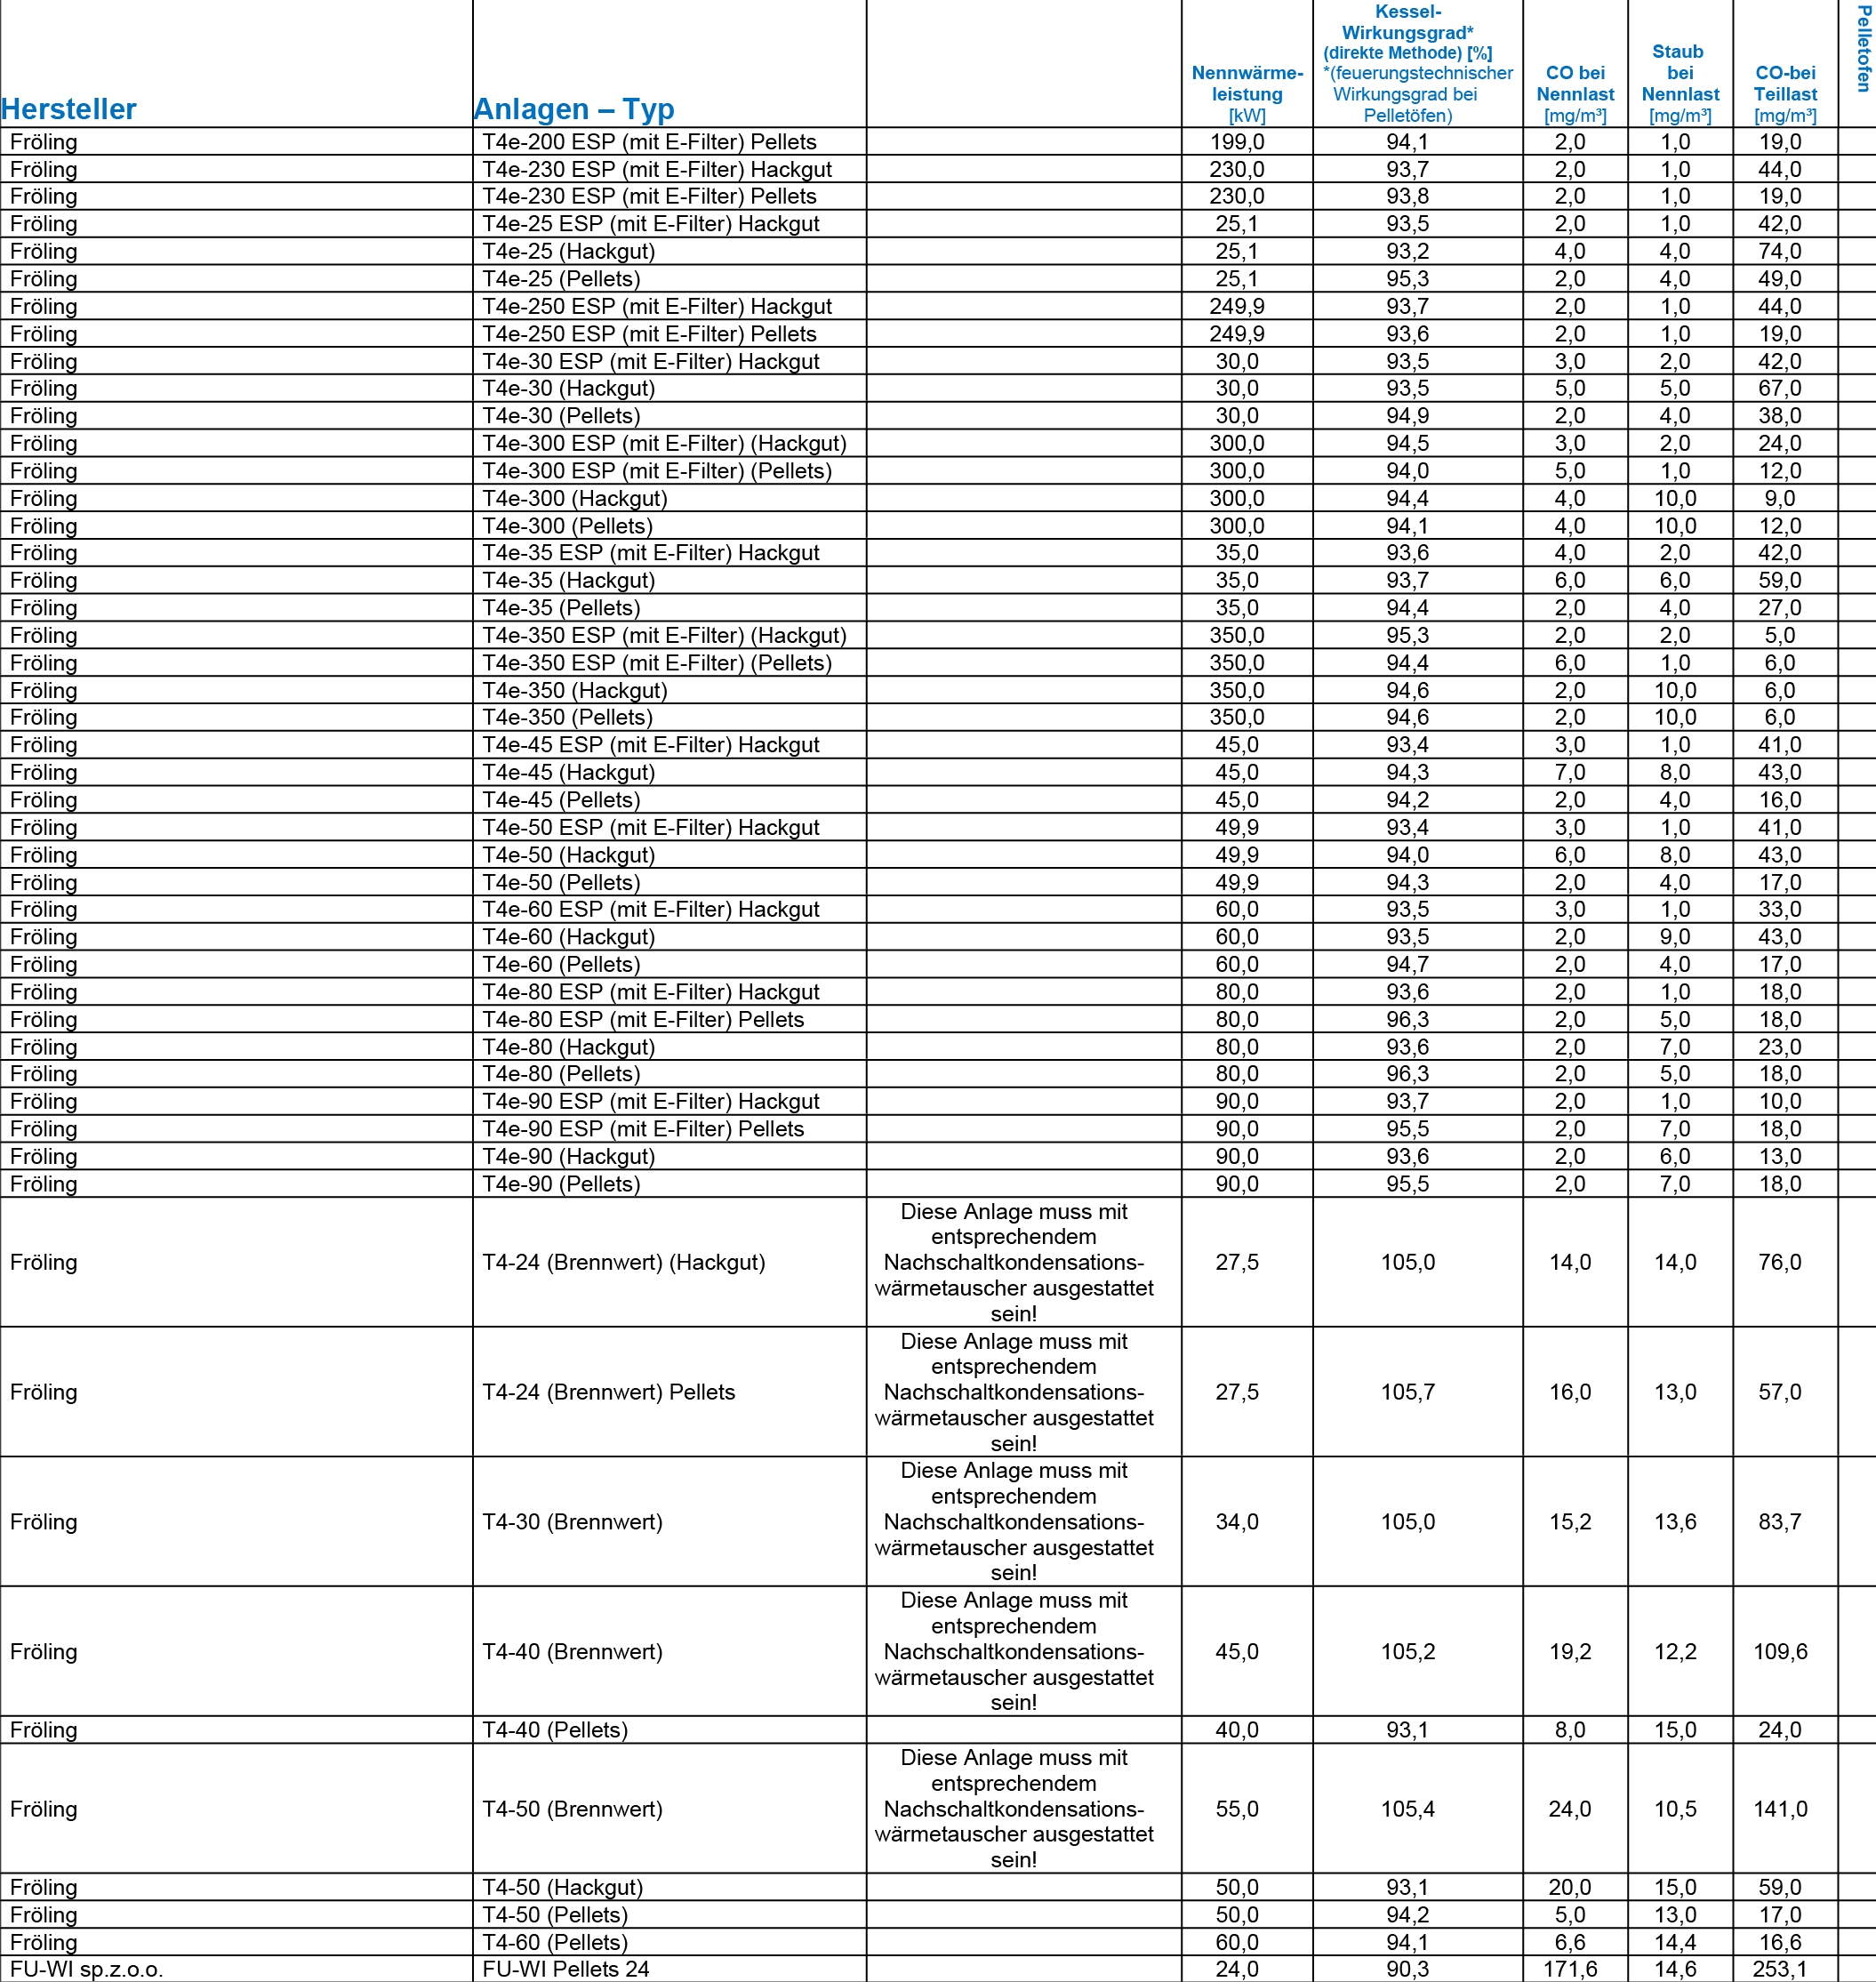 Hersteller Anlagen – Typ Nennwärme-leistung [kW] Kessel-Wirkungsgrad* (direkte Methode) [%] *(feuerungstechnischer Wirkungsgrad bei Pelletöfen) CO bei Nennlast [mg/m³] Staub bei Nennlast [mg/m³] CO-bei Teillast [mg/m³] Pelletofen
Fröling T4e-200 ESP (mit E-Filter) Pellets 199,0 94,1 2,0 1,0 19,0
Fröling T4e-230 ESP (mit E-Filter) Hackgut 230,0 93,7 2,0 1,0 44,0
Fröling T4e-230 ESP (mit E-Filter) Pellets 230,0 93,8 2,0 1,0 19,0
Fröling T4e-25 ESP (mit E-Filter) Hackgut 25,1 93,5 2,0 1,0 42,0
Fröling T4e-25 (Hackgut) 25,1 93,2 4,0 4,0 74,0
Fröling T4e-25 (Pellets) 25,1 95,3 2,0 4,0 49,0
Fröling T4e-250 ESP (mit E-Filter) Hackgut 249,9 93,7 2,0 1,0 44,0
Fröling T4e-250 ESP (mit E-Filter) Pellets 249,9 93,6 2,0 1,0 19,0
Fröling T4e-30 ESP (mit E-Filter) Hackgut 30,0 93,5 3,0 2,0 42,0
Fröling T4e-30 (Hackgut) 30,0 93,5 5,0 5,0 67,0
Fröling T4e-30 (Pellets) 30,0 94,9 2,0 4,0 38,0
Fröling T4e-300 ESP (mit E-Filter) (Hackgut) 300,0 94,5 3,0 2,0 24,0
Fröling T4e-300 ESP (mit E-Filter) (Pellets) 300,0 94,0 5,0 1,0 12,0
Fröling T4e-300 (Hackgut) 300,0 94,4 4,0 10,0 9,0
Fröling T4e-300 (Pellets) 300,0 94,1 4,0 10,0 12,0
Fröling T4e-35 ESP (mit E-Filter) Hackgut 35,0 93,6 4,0 2,0 42,0
Fröling T4e-35 (Hackgut) 35,0 93,7 6,0 6,0 59,0
Fröling T4e-35 (Pellets) 35,0 94,4 2,0 4,0 27,0
Fröling T4e-350 ESP (mit E-Filter) (Hackgut) 350,0 95,3 2,0 2,0 5,0
Fröling T4e-350 ESP (mit E-Filter) (Pellets) 350,0 94,4 6,0 1,0 6,0
Fröling T4e-350 (Hackgut) 350,0 94,6 2,0 10,0 6,0
Fröling T4e-350 (Pellets) 350,0 94,6 2,0 10,0 6,0
Fröling T4e-45 ESP (mit E-Filter) Hackgut 45,0 93,4 3,0 1,0 41,0
Fröling T4e-45 (Hackgut) 45,0 94,3 7,0 8,0 43,0
Fröling T4e-45 (Pellets) 45,0 94,2 2,0 4,0 16,0
Fröling T4e-50 ESP (mit E-Filter) Hackgut 49,9 93,4 3,0 1,0 41,0
Fröling T4e-50 (Hackgut) 49,9 94,0 6,0 8,0 43,0
Fröling T4e-50 (Pellets) 49,9 94,3 2,0 4,0 17,0
Fröling T4e-60 ESP (mit E-Filter) Hackgut 60,0 93,5 3,0 1,0 33,0
Fröling T4e-60 (Hackgut) 60,0 93,5 2,0 9,0 43,0
Fröling T4e-60 (Pellets) 60,0 94,7 2,0 4,0 17,0
Fröling T4e-80 ESP (mit E-Filter) Hackgut 80,0 93,6 2,0 1,0 18,0
Fröling T4e-80 ESP (mit E-Filter) Pellets 80,0 96,3 2,0 5,0 18,0
Fröling T4e-80 (Hackgut) 80,0 93,6 2,0 7,0 23,0
Fröling T4e-80 (Pellets) 80,0 96,3 2,0 5,0 18,0
Fröling T4e-90 ESP (mit E-Filter) Hackgut 90,0 93,7 2,0 1,0 10,0
Fröling T4e-90 ESP (mit E-Filter) Pellets 90,0 95,5 2,0 7,0 18,0
Fröling T4e-90 (Hackgut) 90,0 93,6 2,0 6,0 13,0
Fröling T4e-90 (Pellets) 90,0 95,5 2,0 7,0 18,0
Diese Anlage muss mit
entsprechendem
Fröling T4-24 (Brennwert) (Hackgut) Nachschaltkondensations- 27,5 105,0 14,0 14,0 76,0
wärmetauscher ausgestattet
sein!
Diese Anlage muss mit
entsprechendem
Fröling T4-24 (Brennwert) Pellets Nachschaltkondensations- 27,5 105,7 16,0 13,0 57,0
wärmetauscher ausgestattet
sein!
Diese Anlage muss mit
entsprechendem
Fröling T4-30 (Brennwert) Nachschaltkondensations- 34,0 105,0 15,2 13,6 83,7
wärmetauscher ausgestattet
sein!
Diese Anlage muss mit
entsprechendem
Fröling T4-40 (Brennwert) Nachschaltkondensations- 45,0 105,2 19,2 12,2 109,6
wärmetauscher ausgestattet
sein!
Fröling T4-40 (Pellets) 40,0 93,1 8,0 15,0 24,0
Diese Anlage muss mit
entsprechendem
Fröling T4-50 (Brennwert) Nachschaltkondensations- 55,0 105,4 24,0 10,5 141,0
wärmetauscher ausgestattet
sein!
Fröling T4-50 (Hackgut) 50,0 93,1 20,0 15,0 59,0
Fröling T4-50 (Pellets) 50,0 94,2 5,0 13,0 17,0
Fröling T4-60 (Pellets) 60,0 94,1 6,6 14,4 16,6
FU-WI sp.z.o.o. FU-WI Pellets 24 24,0 90,3 171,6 14,6 253,1